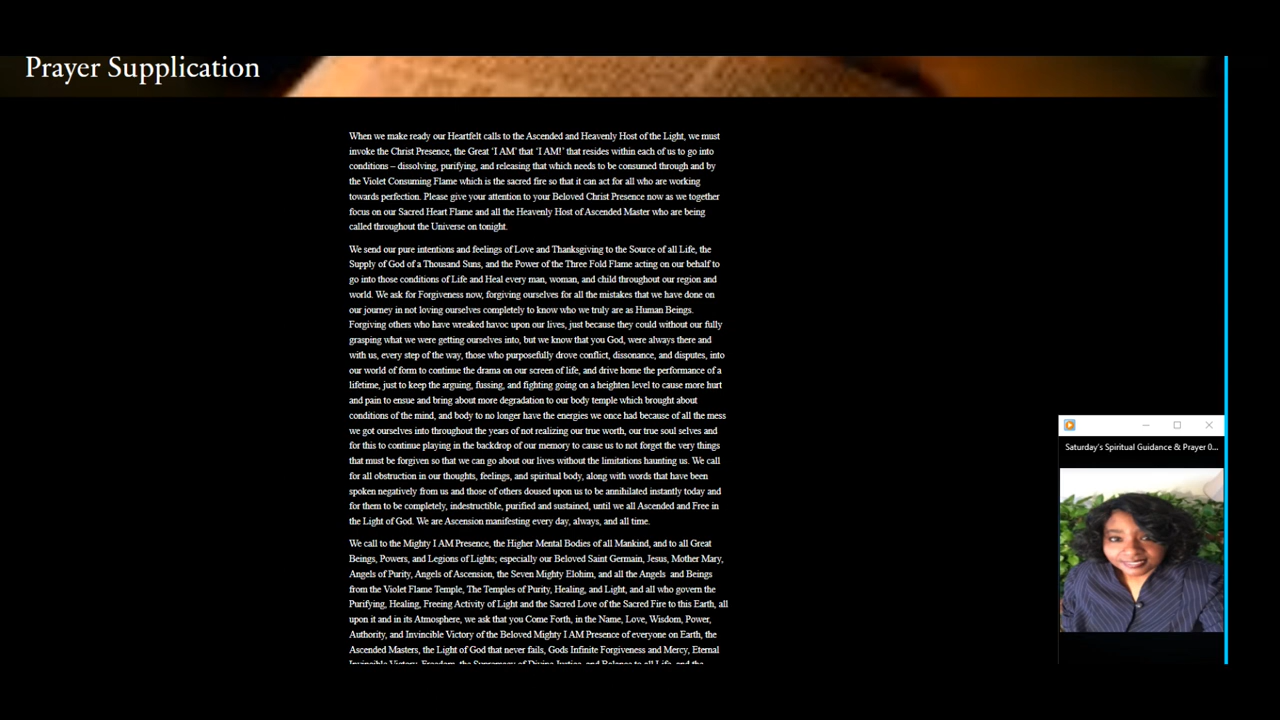 Prayer Supplication
When we make ready our Heartfelt calls to the Ascended and Heavenly Host of the Light, we must
invoke the Christ Presence, the Great ‘I AM’ that ‘I AM!’ that resides within each of us to go into
conditions – dissolving, purifying, and releasing that which needs to be consumed through and by
the Violet Consuming Flame which is the sacred fire so that it can act for all who are working
towards perfection. Please give your attention to your Beloved Christ Presence now as we together
focus on our Sacred Heart Flame and all the Heavenly Host of Ascended Master who are being
called throughout the Universe on tonight.
We send our pure intentions and feelings of Love and Thanksgiving to the Source of all Life, the
Supply of God of a Thousand Suns, and the Power of the Three Fold Flame acting on our behalf to
go into those conditions of Life and Heal every man, woman, and child throughout our region and
world. We ask for Forgiveness now, forgiving ourselves for all the mistakes that we have done on
our journey in not loving ourselves completely to know who we truly are as Human Beings.
Forgiving others who have wreaked havoc upon our lives, just because they could without our fully
grasping what we were getting ourselves into, but we know that you God, were always there and
with us, every step of the way, those who purposefully drove conflict, dissonance, and disputes, into
our world of form to continue the drama on our screen of life, and drive home the performance of a
lifetime, just to keep the arguing, fussing, and fighting going on a heighten level to cause more hurt
and pain to ensue and bring about more degradation to our body temple which brought about
conditions of the mind, and body to no longer have the energies we once had because of all the mess
we got ourselves into throughout the years of not realizing our true worth, our true soul selves and
for this to continue playing in the backdrop of our memory to cause us to not forget the very things
that must be forgiven so that we can go about our lives without the limitations haunting us. We call
for all obstruction in our thoughts, feelings, and spiritual body, along with words that have been
spoken negatively from us and those of others doused upon us to be annihilated instantly today and
for them to be completely, indestructible, purified and sustained, until we all Ascended and Free in
the Light of God. We are Ascension manifesting every day, always, and all time.
We call to the Mighty I AM Presence, the Higher Mental Bodies of all Mankind, and to all Great
Beings, Powers, and Legions of Lights; especially our Beloved Saint Germain, Jesus, Mother Mary,
Angels of Purity, Angels of Ascension, the Seven Mighty Elohim, and all the Angels and Beings
from the Violet Flame Temple, The Temples of Purity, Healing, and Light, and all who govern the
Purifying, Healing, Freeing Activity of Light and the Sacred Love of the Sacred Fire to this Earth, all
upon it and in its Atmosphere, we ask that you Come Forth, in the Name, Love, Wisdom, Power,
Authority, and Invincible Victory of the Beloved Mighty I AM Presence of everyone on Earth, the
Ascended Masters, the Light of God that never fails, Gods Infinite Forgiveness and Mercy, Eternal
Invincible Victory, Freedom, the Supremacy of Divine Justice, and Balance to all Life, and the
Saturday's Spiritual Guidance & Prayer 0...